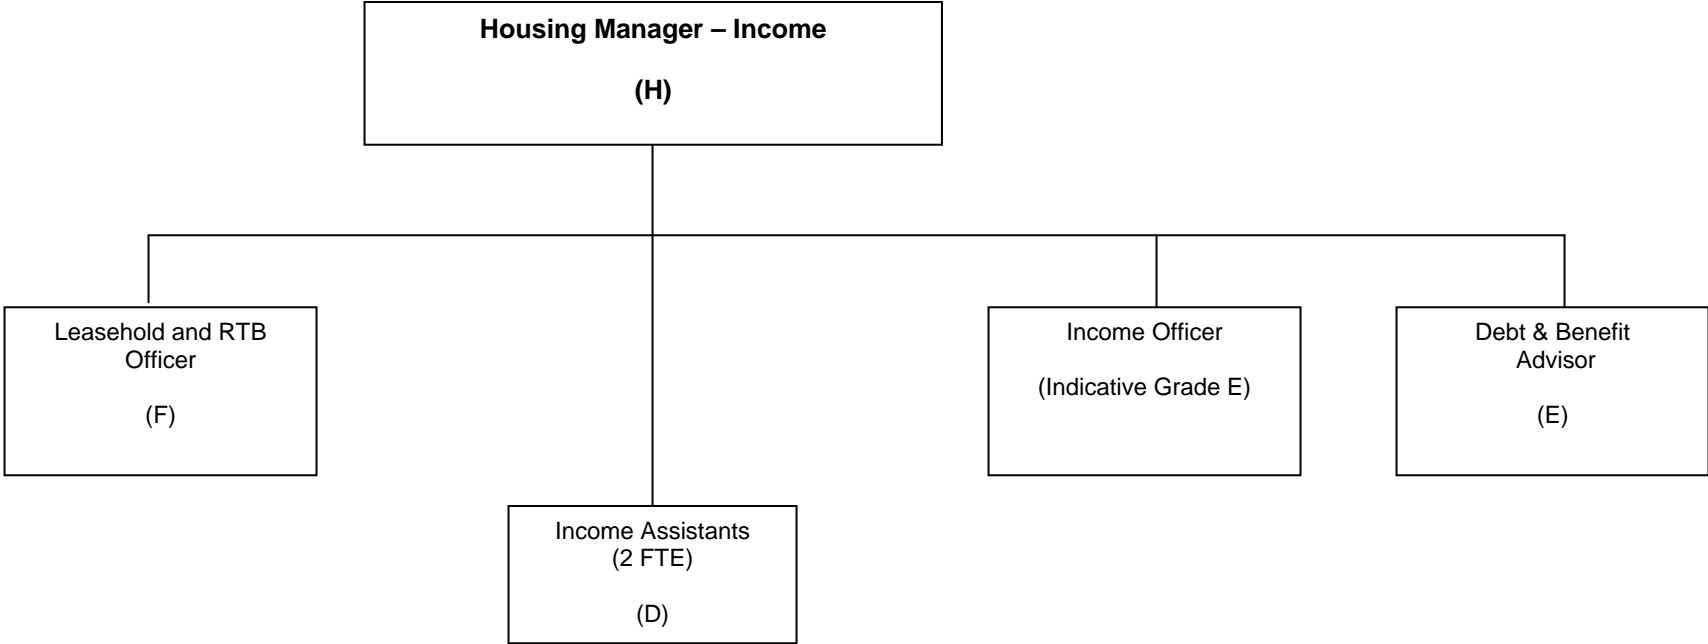 Housing Manager – Income
(H)
Leasehold and RTB
Officer
(F)
Income Officer
(Indicative Grade E)
Debt & Benefit
Advisor
(E)
Income Assistants
(2 FTE)
(D)